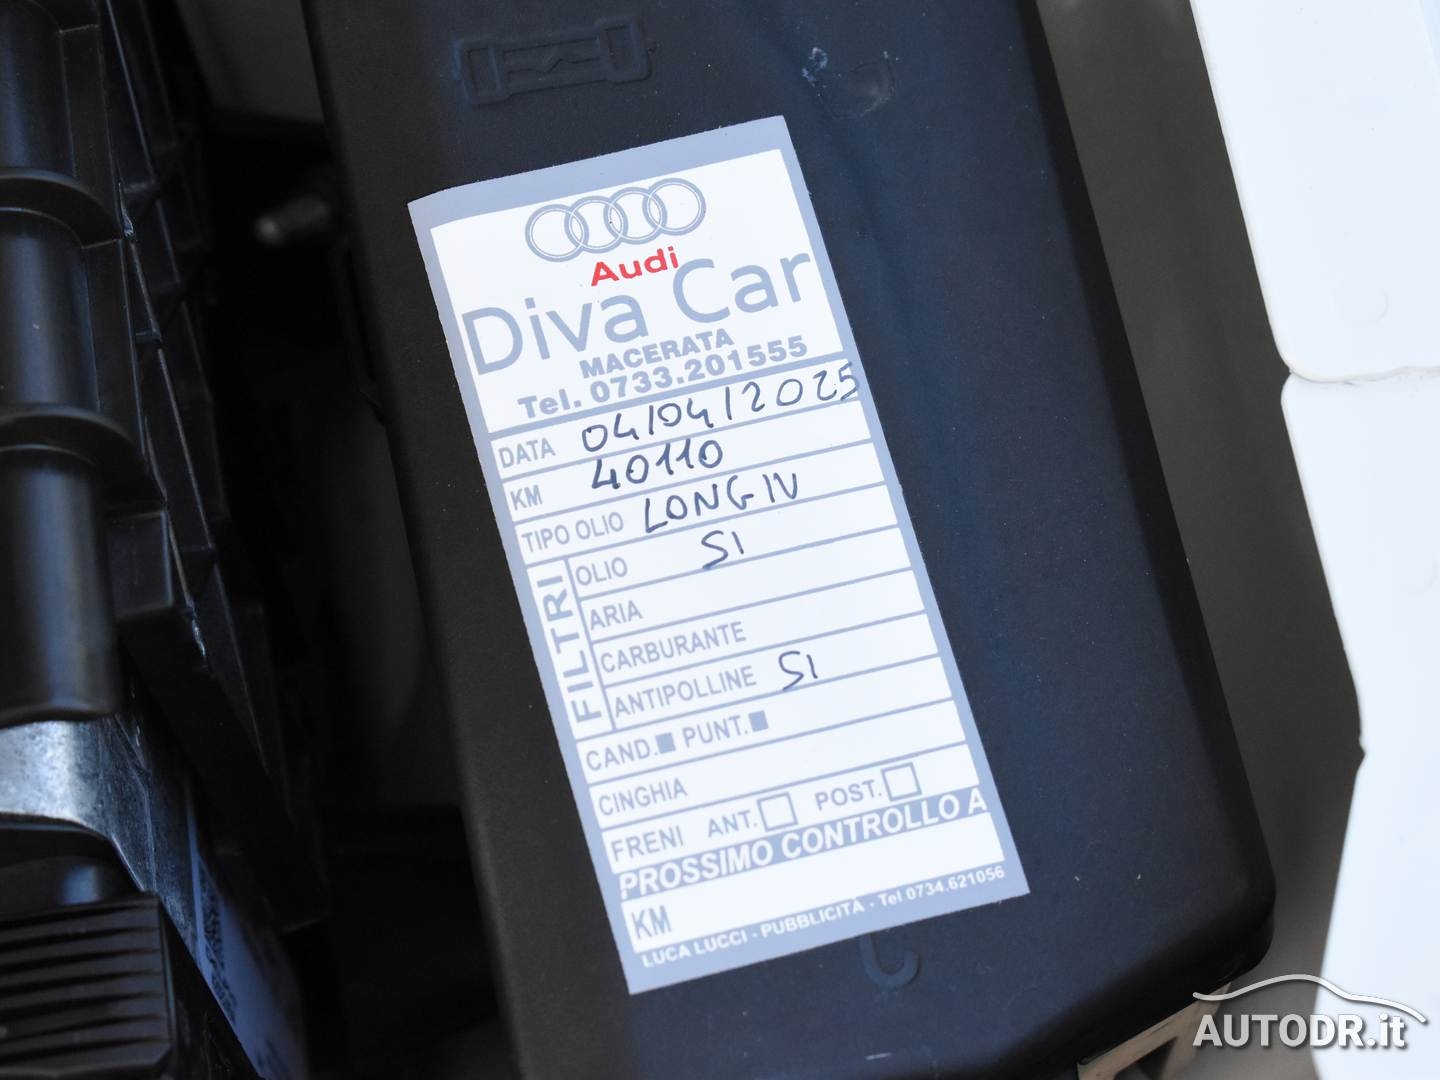 Audi
Diva Car
MACERATA
Tel. 0733.201555
DATA 04/04/2025
KM 40110
TIPO OLIO LONG IV
FILTRI
OLIO SI
ARIA
CARBURANTE
ANTIPOLLINE SI
CAND. PUNT.
CINGHIA
FRENI ANT. POST.
PROSSIMO CONTROLLO A
KM
LUCA LUCCI - PUBBLICITÀ - Tel 0734.621056
AUTODR.it